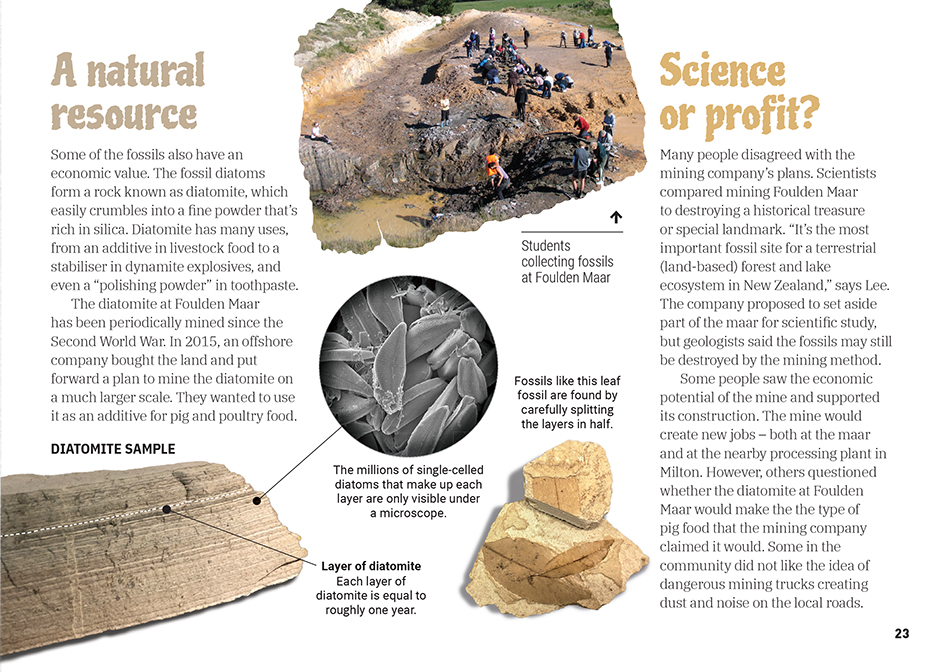 A natural
resource
Some of the fossils also have an
economic value. The fossil diatoms
form a rock known as diatomite, which
easily crumbles into a fine powder that’s
rich in silica. Diatomite has many uses,
from an additive in livestock food to a
stabiliser in dynamite explosives, and
even a “polishing powder” in toothpaste.
The diatomite at Foulden Maar
has been periodically mined since the
Second World War. In 2015, an offshore
company bought the land and put
forward a plan to mine the diatomite on
a much larger scale. They wanted to use
it as an additive for pig and poultry food.
DIATOMITE SAMPLE
Students
collecting fossils
at Foulden Maar
The millions of single-celled
diatoms that make up each
layer are only visible under
a microscope.
Layer of diatomite
Each layer of
diatomite is equal to
roughly one year.
Fossils like this leaf
fossil are found by
carefully splitting
the layers in half.
Science
or profit?
Many people disagreed with the
mining company’s plans. Scientists
compared mining Foulden Maar
to destroying a historical treasure
or special landmark. “It’s the most
important fossil site for a terrestrial
(land-based) forest and lake
ecosystem in New Zealand,” says Lee.
The company proposed to set aside
part of the maar for scientific study,
but geologists said the fossils may still
be destroyed by the mining method.
Some people saw the economic
potential of the mine and supported
its construction. The mine would
create new jobs – both at the maar
and at the nearby processing plant in
Milton. However, others questioned
whether the diatomite at Foulden
Maar would make the the type of
pig food that the mining company
claimed it would. Some in the
community did not like the idea of
dangerous mining trucks creating
dust and noise on the local roads.
23